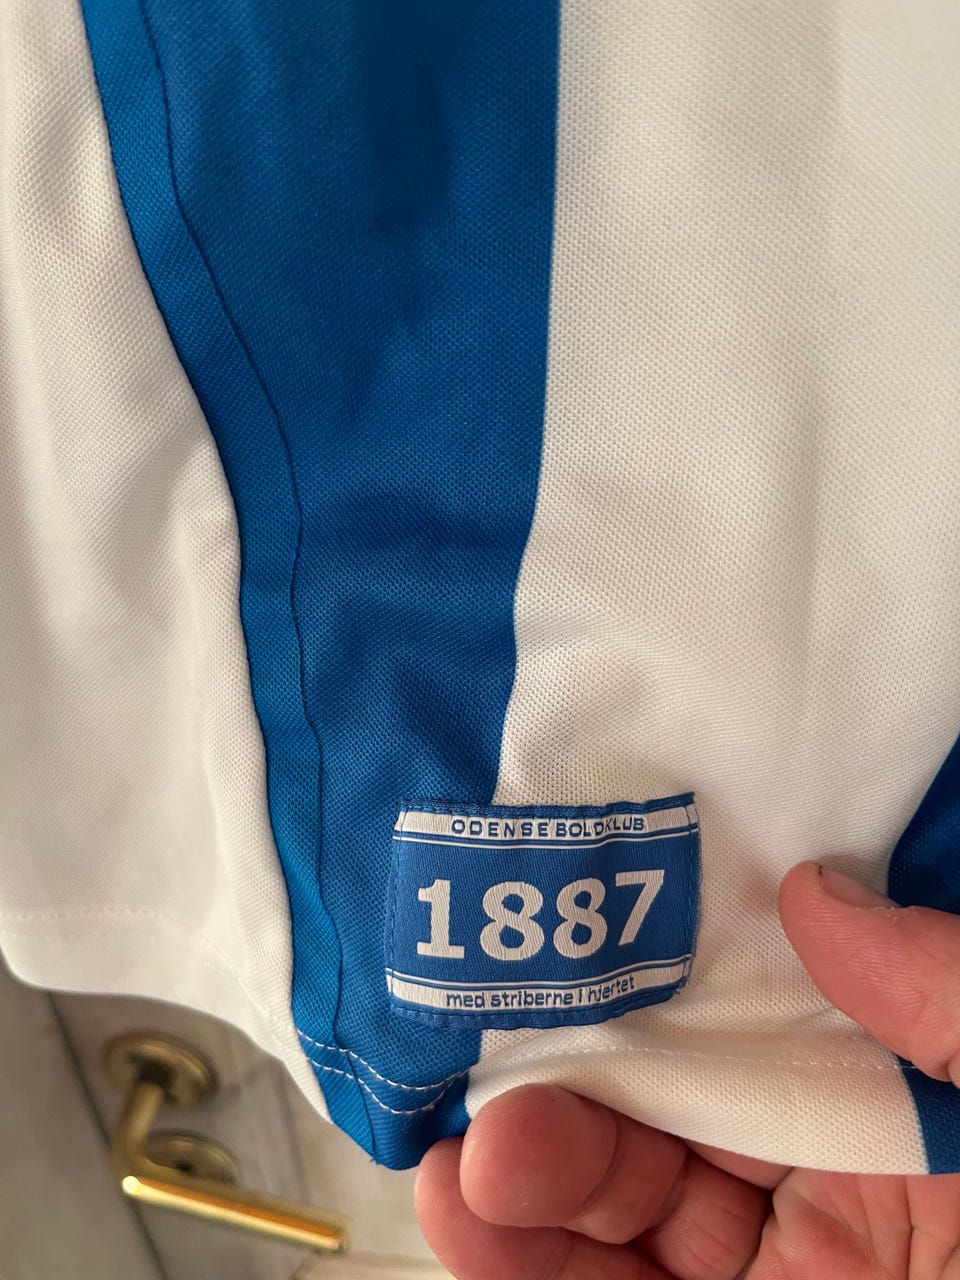 ODENSE BOLDKLUB
1887
med striberne i hjertet